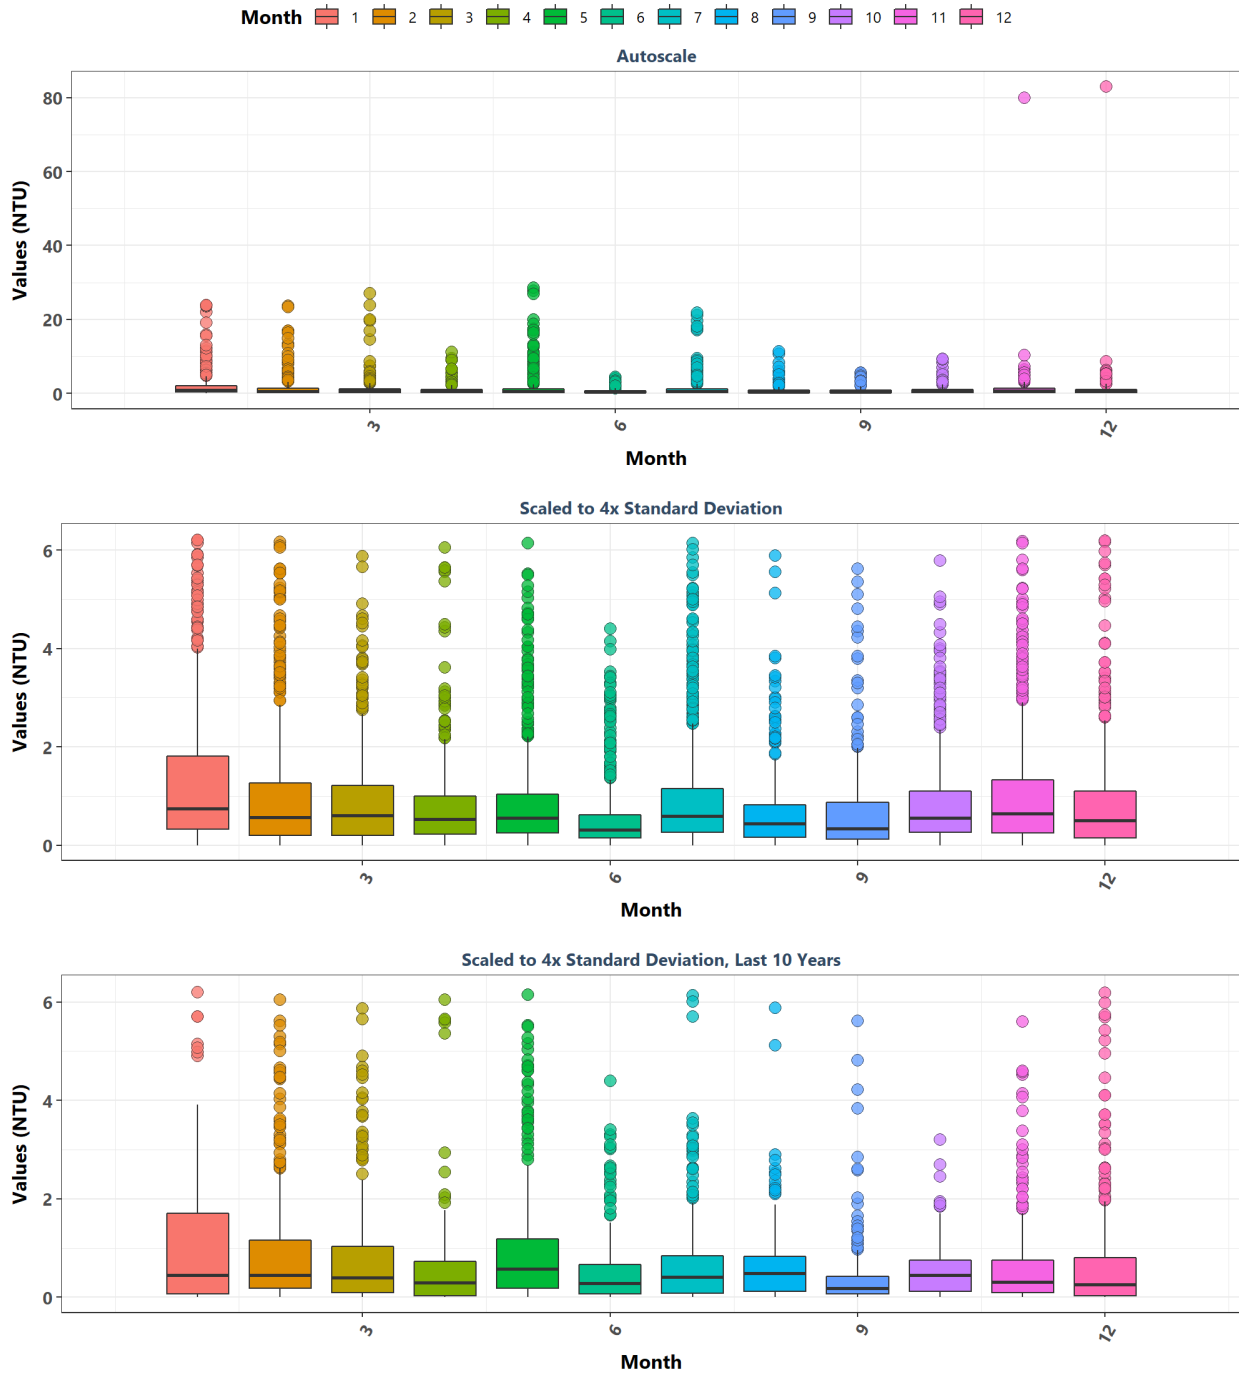 Month 1 2 3 4 5 6 7 8 9 10 11 12
Autoscale
Values (NTU)
80
60
40
20
0
3 6 9 12
Month
Scaled to 4x Standard Deviation
Values (NTU)
6
4
2
0
3 6 9 12
Month
Scaled to 4x Standard Deviation, Last 10 Years
Values (NTU)
6
4
2
0
3 6 9 12
Month